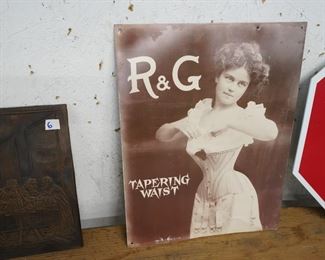 6
R & G
TAPERING
WAIST